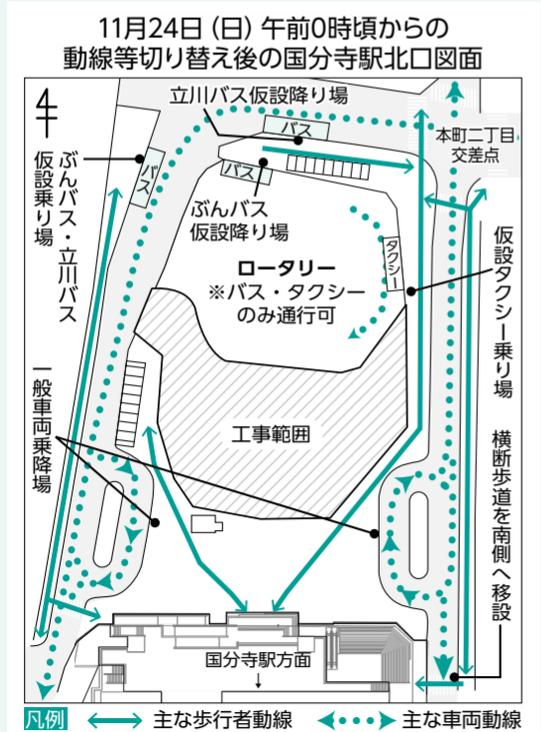 11月24日（日）午前0時頃からの
動線等切り替え後の国分寺駅北口図面
立川バス仮設降り場
バス
本町二丁目
交差点
ぶんバス・立川バス
仮設乗り場
バス
バス
ぶんバス
仮設降り場
タクシー
ロータリー
※バス・タクシー
のみ通行可
仮設タクシー乗り場
一般車両乗降場
工事範囲
横断歩道を南側へ移設
国分寺駅方面
凡例 主な歩行者動線 主な車両動線